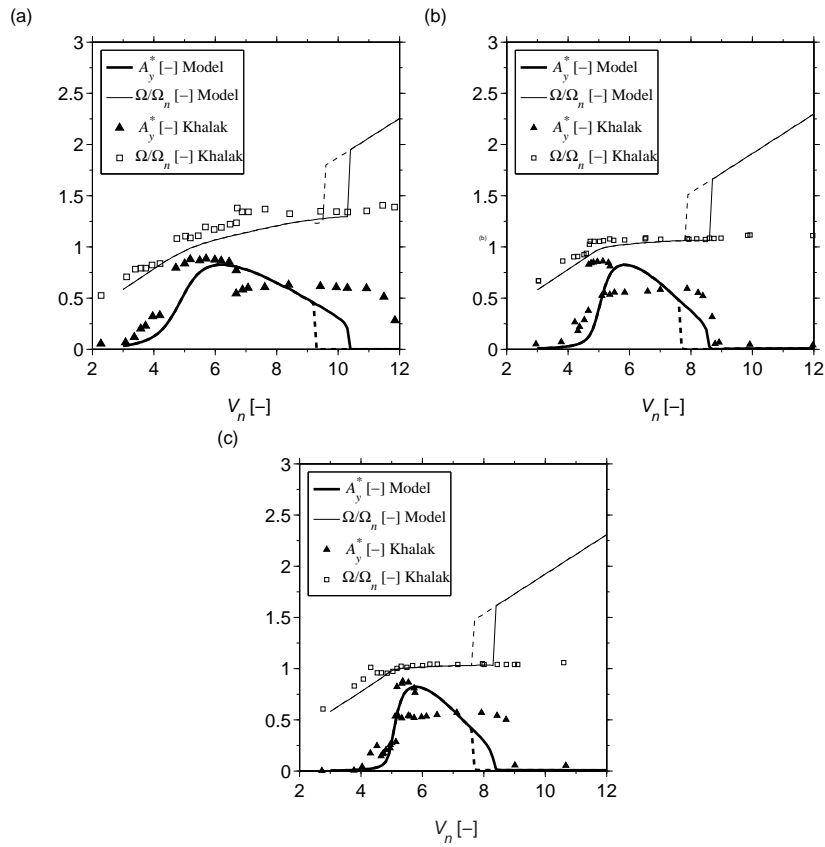 (a)
3
2.5
2
1.5
1
0.5
0
A*y [−] Model
Ω/Ωn [−] Model
A*y [−] Khalak
Ω/Ωn [−] Khalak
2 4 6 8 10 12
Vn [−]
(b)
3
2.5
2
1.5
1
0.5
0
(b)
A*y [−] Model
Ω/Ωn [−] Model
A*y [−] Khalak
Ω/Ωn [−] Khalak
2 4 6 8 10 12
Vn [−]
(c)
3
2.5
2
1.5
1
0.5
0
A*y [−] Model
Ω/Ωn [−] Model
A*y [−] Khalak
Ω/Ωn [−] Khalak
2 4 6 8 10 12
Vn [−]